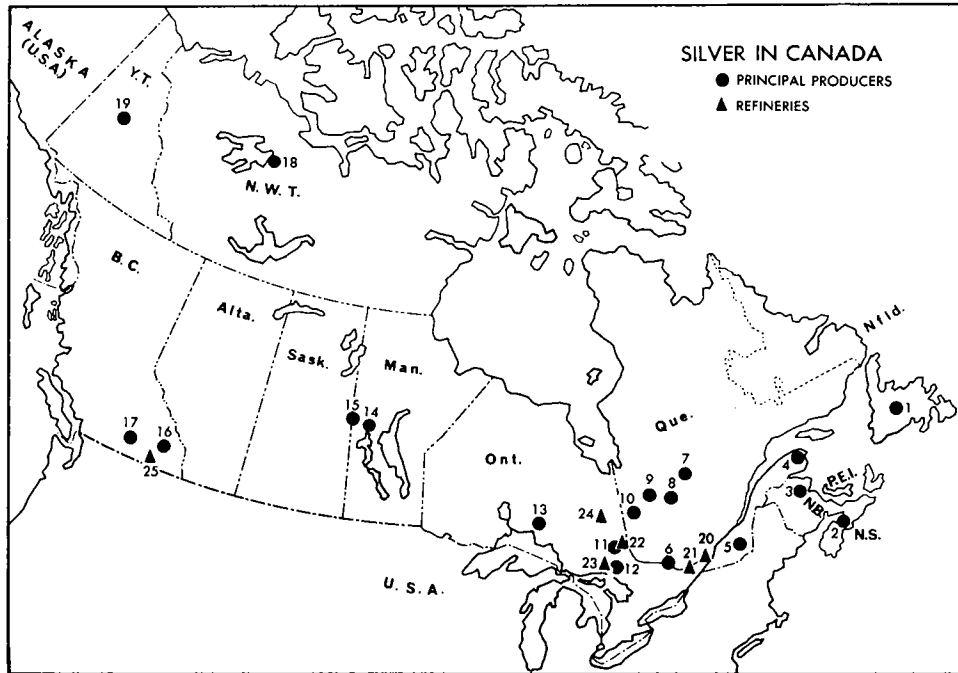 SILVER IN CANADA
PRINCIPAL PRODUCERS
REFINERIES
ALASKA
(U.S.A)
Y.T.
19
18
N.W.T.
B.C.
Alta.
Sask.
Man.
Ont.
Que.
Nfld.
1
17
16
25
15
14
13
7
9
8
10
24
4
3
P.E.I.
N.B.
2
N.S.
11
22
23
12
6
21
20
5
U.S.A.